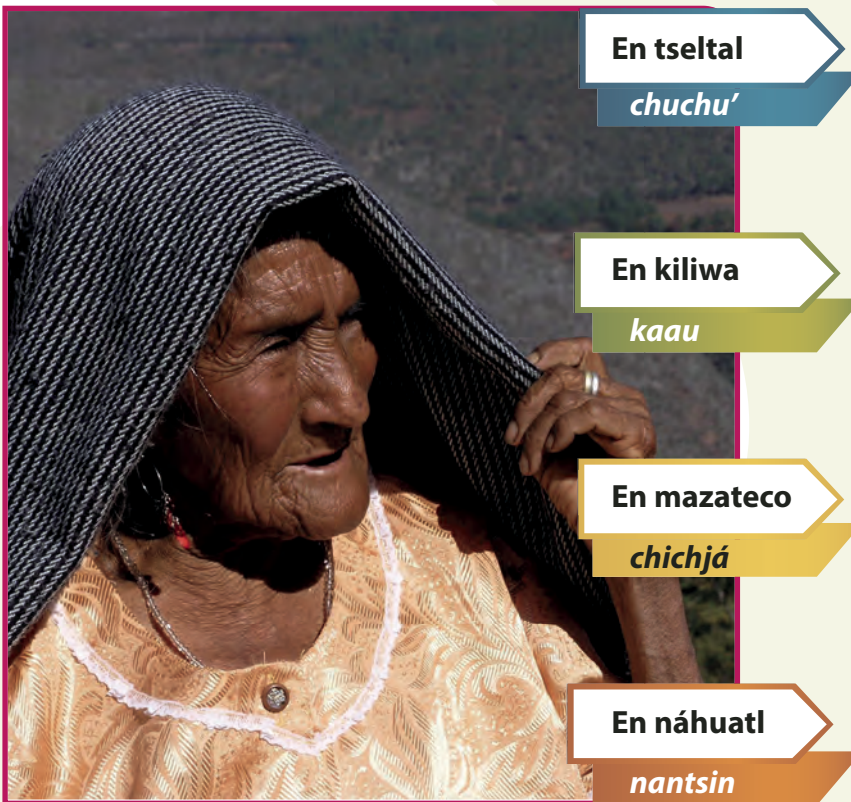 En tseltal
chuchu’
En kiliwa
kaau
En mazateco
chichjá
En náhuatl
nantsin